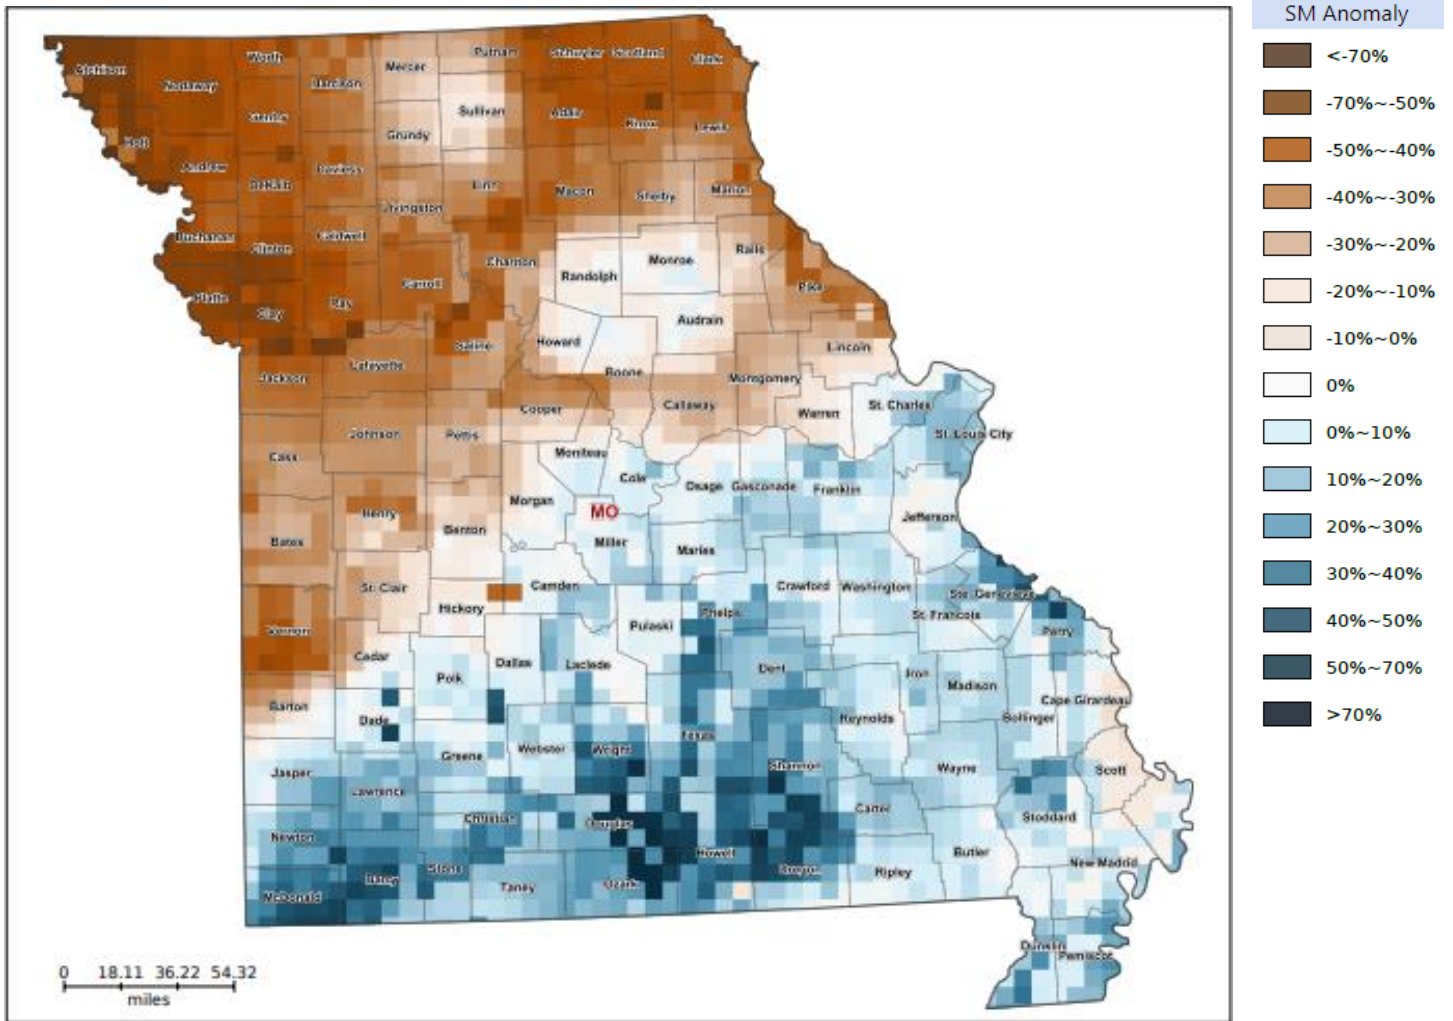 SM Anomaly
<-70%
-70%~-50%
-50%~-40%
-40%~-30%
-30%~-20%
-20%~-10%
-10%~0%
0%
0%~10%
10%~20%
20%~30%
30%~40%
40%~50%
50%~70%
>70%
Atchison
Nodaway
Worth
Harrison
Mercer
Putnam
Schuyler
Scotland
Clark
Gentry
Sullivan
Adair
Knox
Lewis
Holt
Grundy
Andrew
DeKalb
Daviess
Linn
Macon
Shelby
Marion
Livingston
Buchanan
Clinton
Caldwell
Chariton
Randolph
Monroe
Ralls
Platte
Clay
Ray
Carroll
Pike
Audrain
Saline
Howard
Lincoln
Jackson
Lafayette
Boone
Montgomery
Cooper
Callaway
Warren
St. Charles
Johnson
Pettis
St. Louis City
Cass
Moniteau
Cole
Osage
Gasconade
Franklin
Morgan
MO
Henry
Benton
Jefferson
Bates
Miller
Maries
St. Clair
Camden
Crawford
Washington
Ste. Genevieve
Hickory
Phelps
St. Francois
Vernon
Pulaski
Perry
Cedar
Dallas
Laclede
Dent
Polk
Iron
Madison
Cape Girardeau
Barton
Dade
Reynolds
Bollinger
Texas
Greene
Webster
Wright
Shannon
Wayne
Scott
Jasper
Lawrence
Christian
Douglas
Carter
Stoddard
Newton
Howell
Butler
New Madrid
Barry
Stone
Taney
Ozark
Oregon
Ripley
McDonald
Dunklin
Pemiscot
0 18.11 36.22 54.32
miles